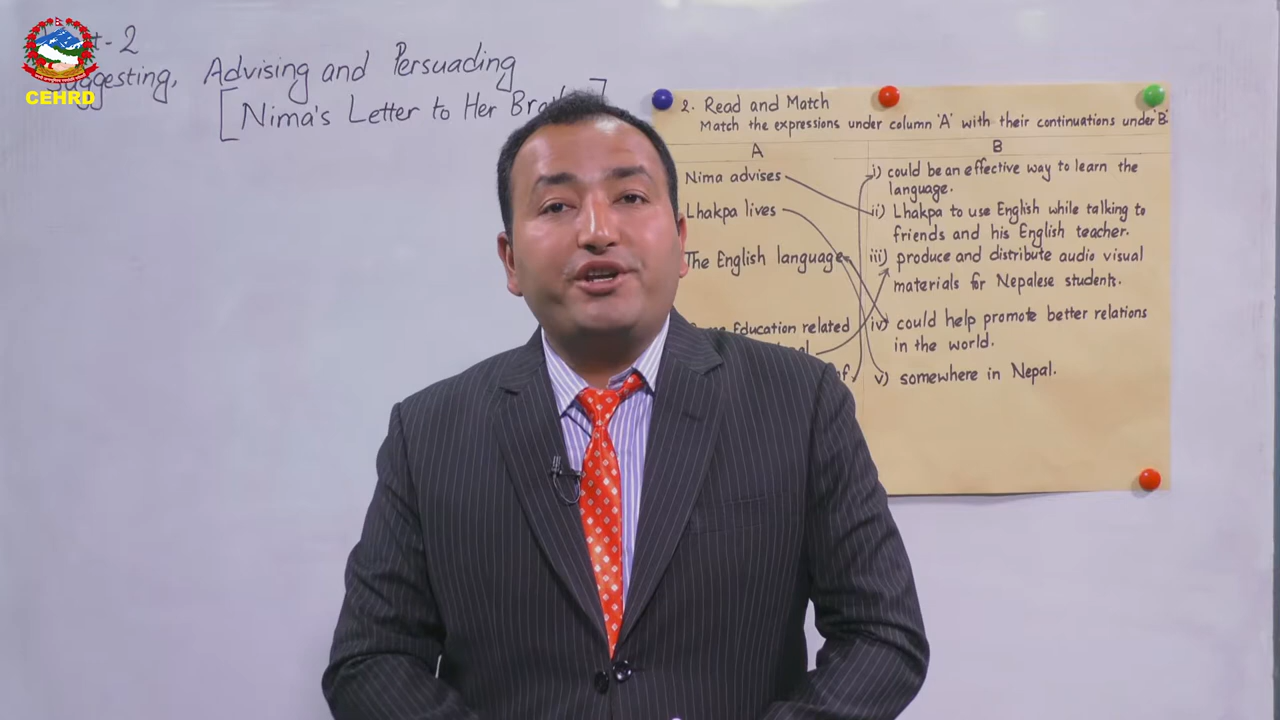 -2
Suggesting, Advising and Persuading
[Nima's Letter to Her
CEHRD
2. Read and Match
Match the expressions under column 'A' with their continuations under 'B'
A
B
Nima advises
Lhakpa lives
The English language
Education related
of
i) could be an effective way to learn the
language.
ii) Lhakpa to use English while talking to
friends and his English teacher.
iii) produce and distribute audio visual
materials for Nepalese students.
iv) could help promote better relations
in the world.
v) somewhere in Nepal.